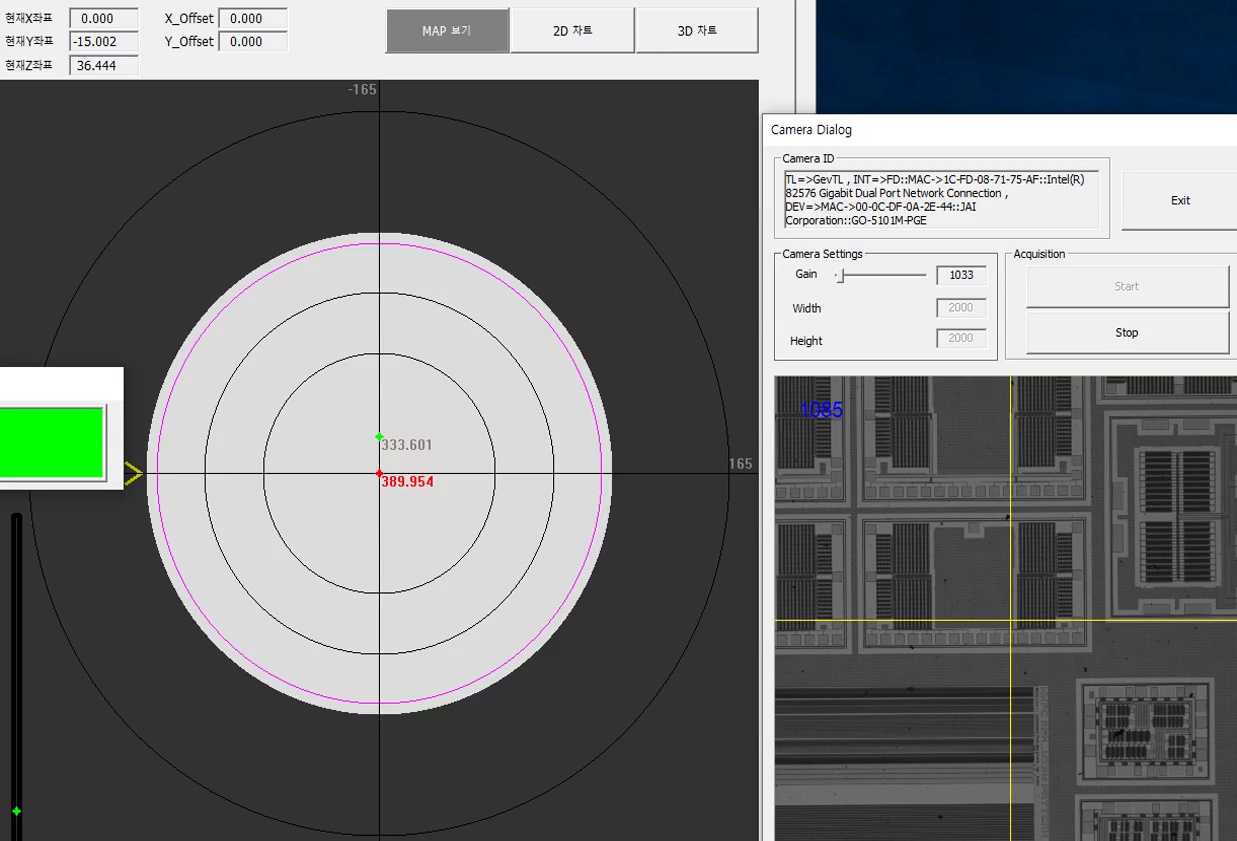 현재X좌표 0.000 X_Offset 0.000
현재Y좌표 -15.002 Y_Offset 0.000
현재Z좌표 36.444
MAP 보기 2D 차트 3D 차트
-165
165
333.601
389.954
Camera Dialog
Camera ID
TL=>GevTL , INT=>FD::MAC->1C-FD-08-71-75-AF::Intel(R)
82576 Gigabit Dual Port Network Connection ,
DEV=>MAC->00-0C-DF-0A-2E-44::JAI
Corporation::GO-5101M-PGE
Exit
Camera Settings
Gain 1033
Width 2000
Height 2000
Acquisition
Start
Stop
1085